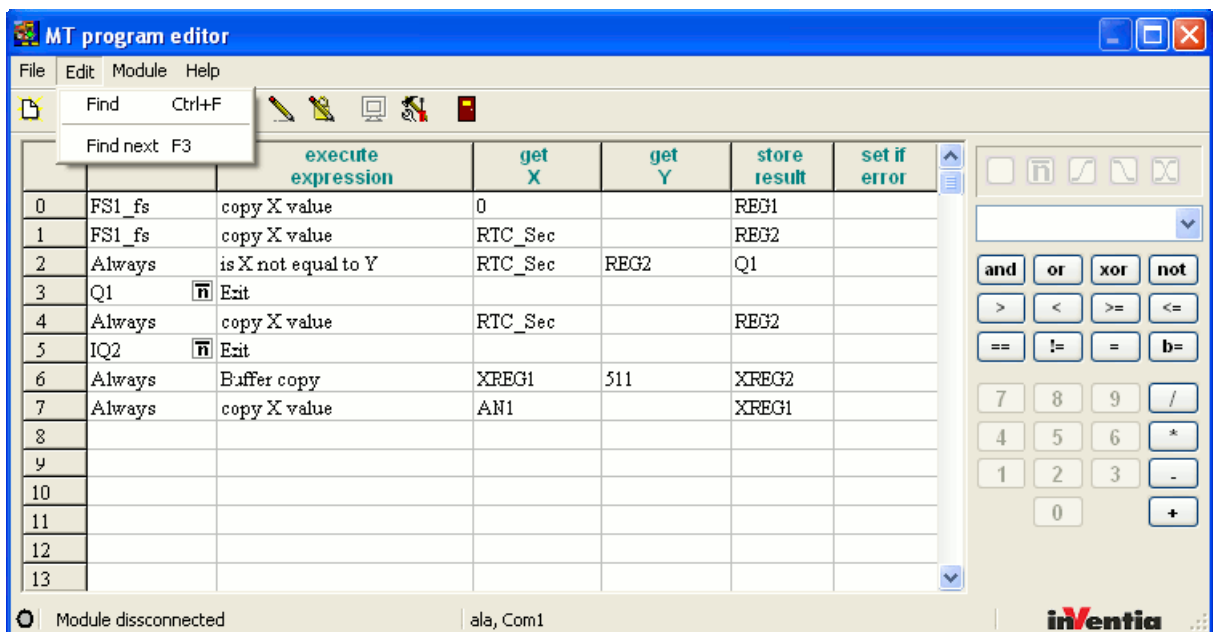 MT program editor
File Edit Module Help
Find Ctrl+F
Find next F3
execute expression get X get Y store result set if error
0 FS1_fs copy X value 0 REG1
1 FS1_fs copy X value RTC_Sec REG2
2 Always is X not equal to Y RTC_Sec REG2 Q1
3 Q1 n Exit
4 Always copy X value RTC_Sec REG2
5 IQ2 n Exit
6 Always Buffer copy XREG1 511 XREG2
7 Always copy X value AN1 XREG1
8
9
10
11
12
13
n
and or xor not
> < >= <=
== != = b=
7 8 9 /
4 5 6 *
1 2 3 -
0 +
Module dissconnected ala, Com1 inVentia